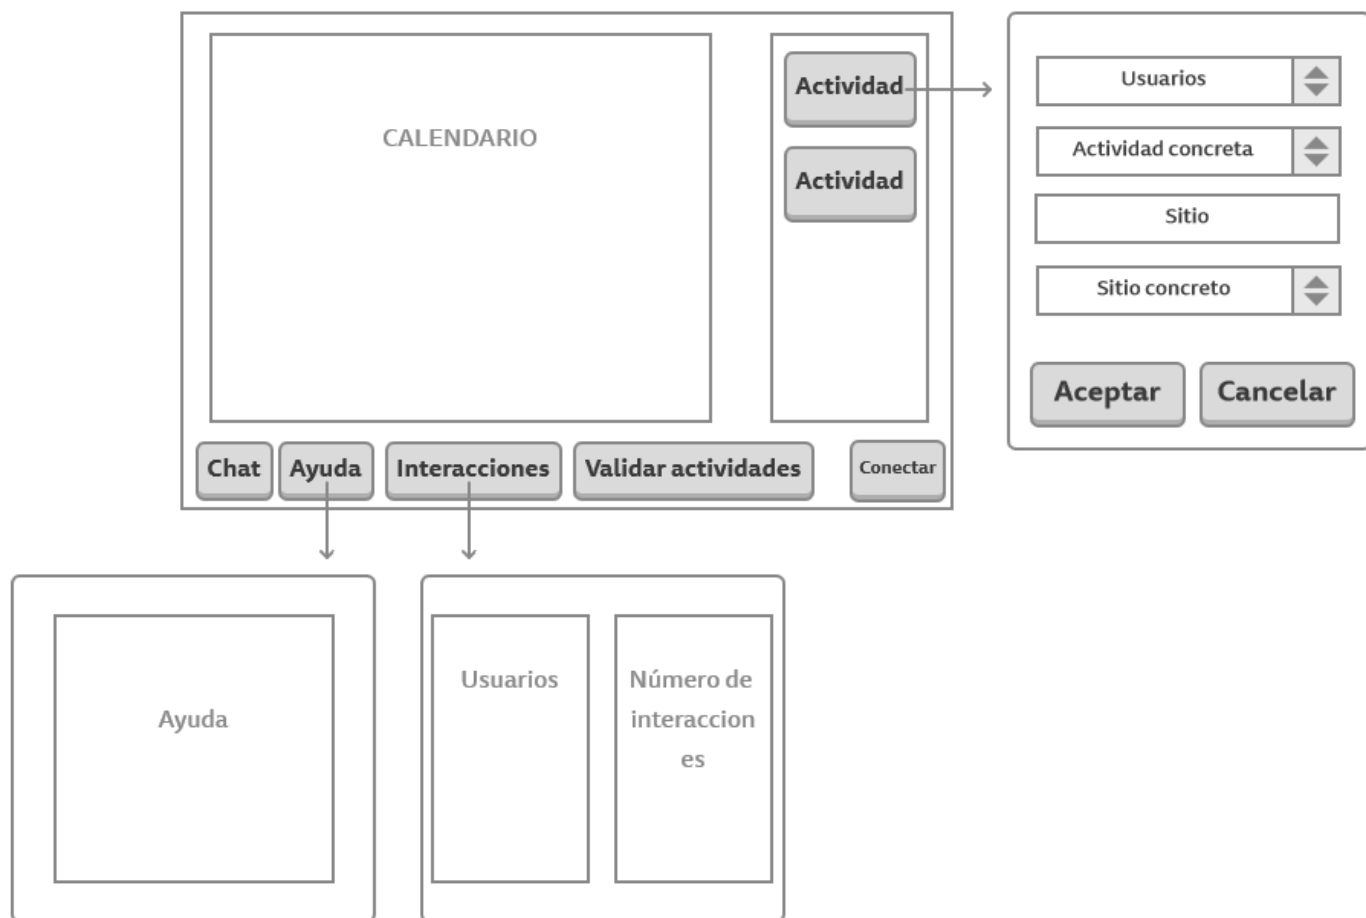 CALENDARIO
Actividad
Actividad
Usuarios
Actividad concreta
Sitio
Sitio concreto
Aceptar
Cancelar
Chat
Ayuda
Interacciones
Validar actividades
Conectar
Ayuda
Usuarios
Número de
interaccion
es